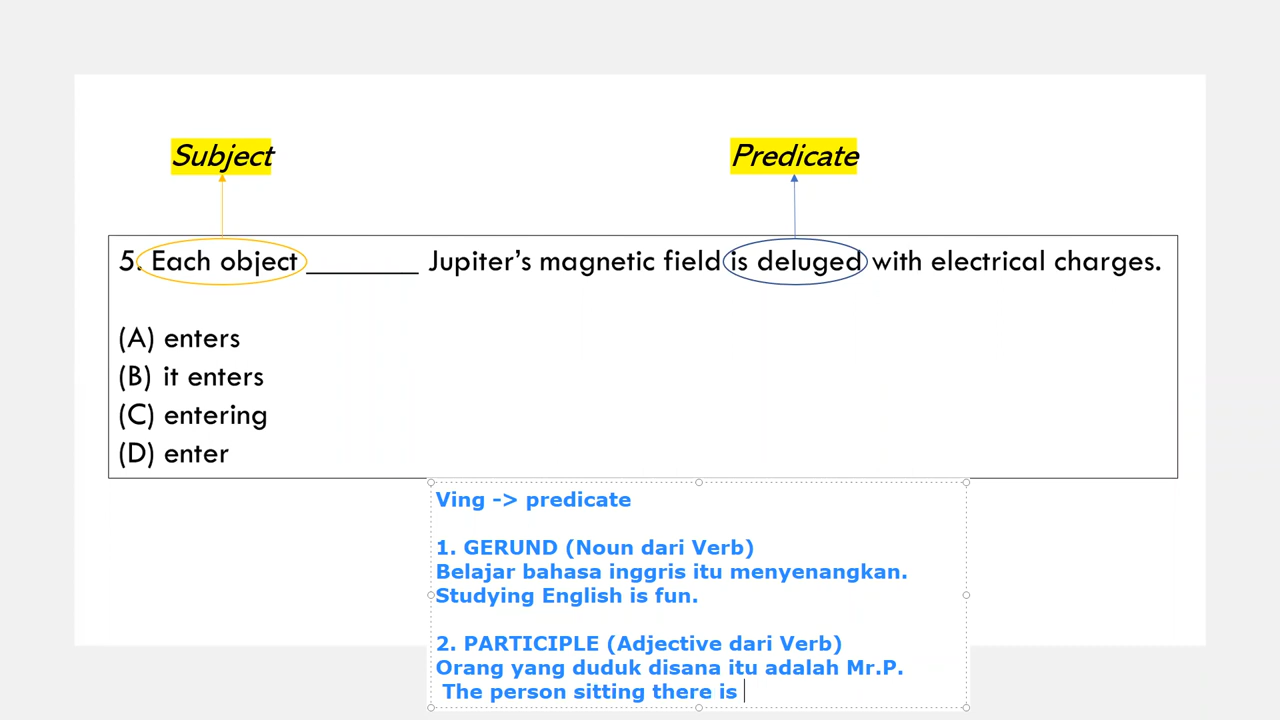 Subject
Predicate
5. Each object ________ Jupiter's magnetic field is deluged with electrical charges.
(A) enters
(B) it enters
(C) entering
(D) enter
Ving -> predicate
1. GERUND (Noun dari Verb)
Belajar bahasa inggris itu menyenangkan.
Studying English is fun.
2. PARTICIPLE (Adjective dari Verb)
Orang yang duduk disana itu adalah Mr.P.
The person sitting there is